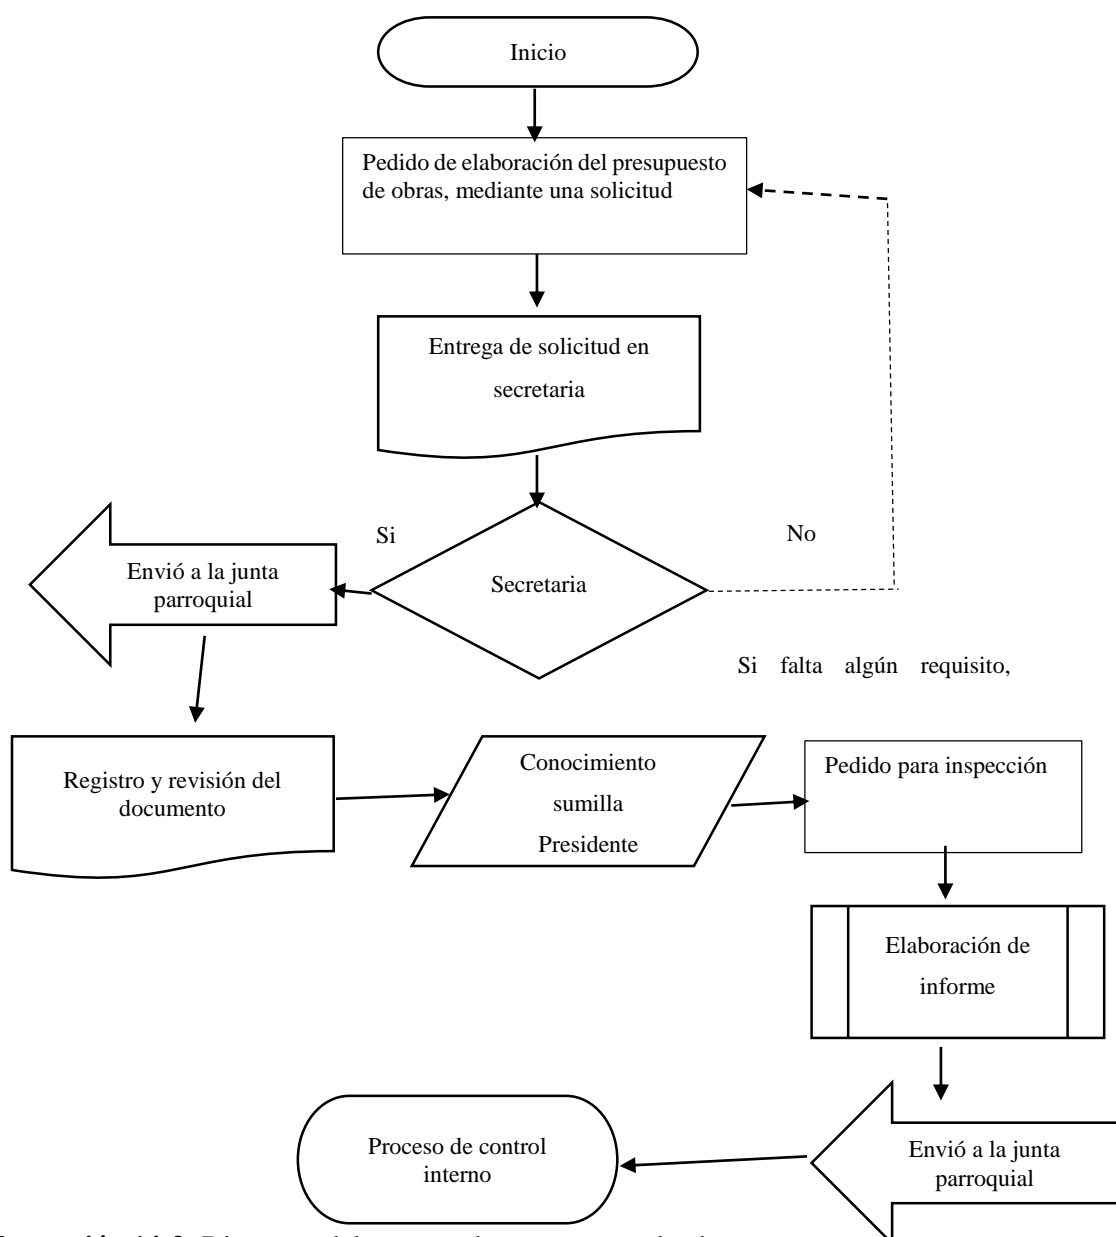 Inicio
Pedido de elaboración del presupuesto
de obras, mediante una solicitud
Entrega de solicitud en
secretaria
Si
No
Envió a la junta
parroquial
Secretaria
Si falta algún requisito,
Registro y revisión del
documento
Conocimiento
sumilla
Presidente
Pedido para inspección
Elaboración de
informe
Proceso de control
interno
Envió a la junta
parroquial